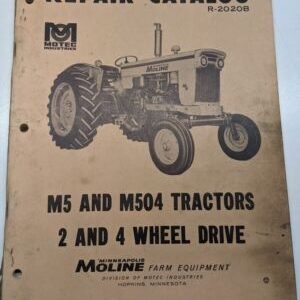 REPAIR CATALOG
R-2020B
MOTEC
INDUSTRIES
MOLINE
M5 AND M504 TRACTORS
2 AND 4 WHEEL DRIVE
MINNEAPOLIS
MOLINE FARM EQUIPMENT
DIVISION OF MOTEC INDUSTRIES
HOPKINS, MINNESOTA